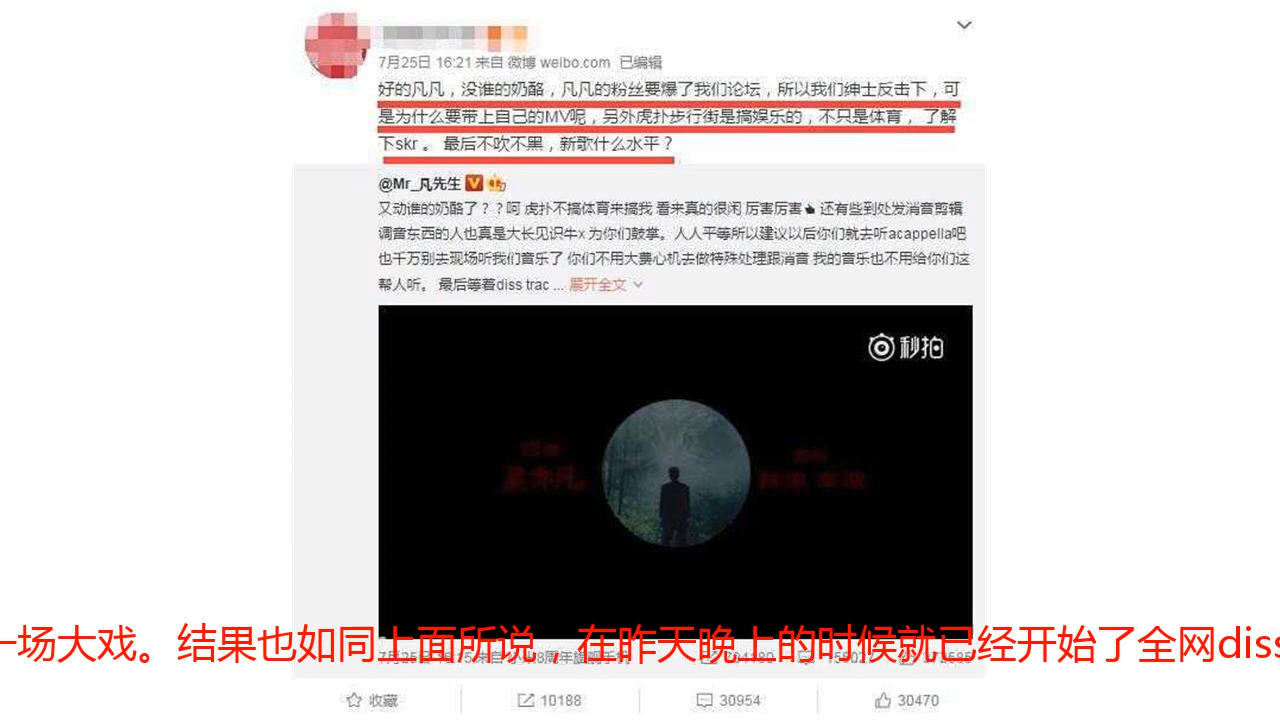 7月25日 16:21 来自 微博 weibo.com 已编辑
好的凡凡，没谁的奶酪，凡凡的粉丝要爆了我们论坛，所以我们绅士反击下，可
是为什么要带上自己的MV呢，另外虎扑步行街是搞娱乐的，不只是体育， 了解
下skr 。 最后不吹不黑，新歌什么水平？
@Mr_凡先生
又动谁的奶酪了？？呵 虎扑不搞体育来搞我 看来真的很闲 厉害厉害 还有些到处发消音剪辑
调音东西的人也真是大长见识牛x 为你们鼓掌。人人平等所以建议以后你们就去听acappella吧
也千万别去现场听我们音乐了 你们不用大费心机去做特殊处理跟消音 我的音乐也不用给你们这
帮人听。 最后等着diss trac ... 展开全文
秒拍
吴亦凡
一场大戏。结果也如同上面所说，在昨天晚上的时候就已经开始了全网diss
收藏 10188 30954 30470